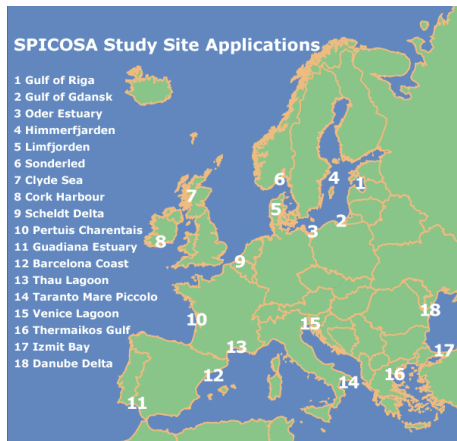 SPICOSA Study Site Applications
1 Gulf of Riga
2 Gulf of Gdansk
3 Oder Estuary
4 Himmerfjarden
5 Limfjorden
6 Sonderled
7 Clyde Sea
8 Cork Harbour
9 Scheldt Delta
10 Pertuis Charentais
11 Guadiana Estuary
12 Barcelona Coast
13 Thau Lagoon
14 Taranto Mare Piccolo
15 Venice Lagoon
16 Thermaikos Gulf
17 Izmit Bay
18 Danube Delta
4
6
1
7
5
2
3
8
9
18
10
15
13
17
12
16
14
11